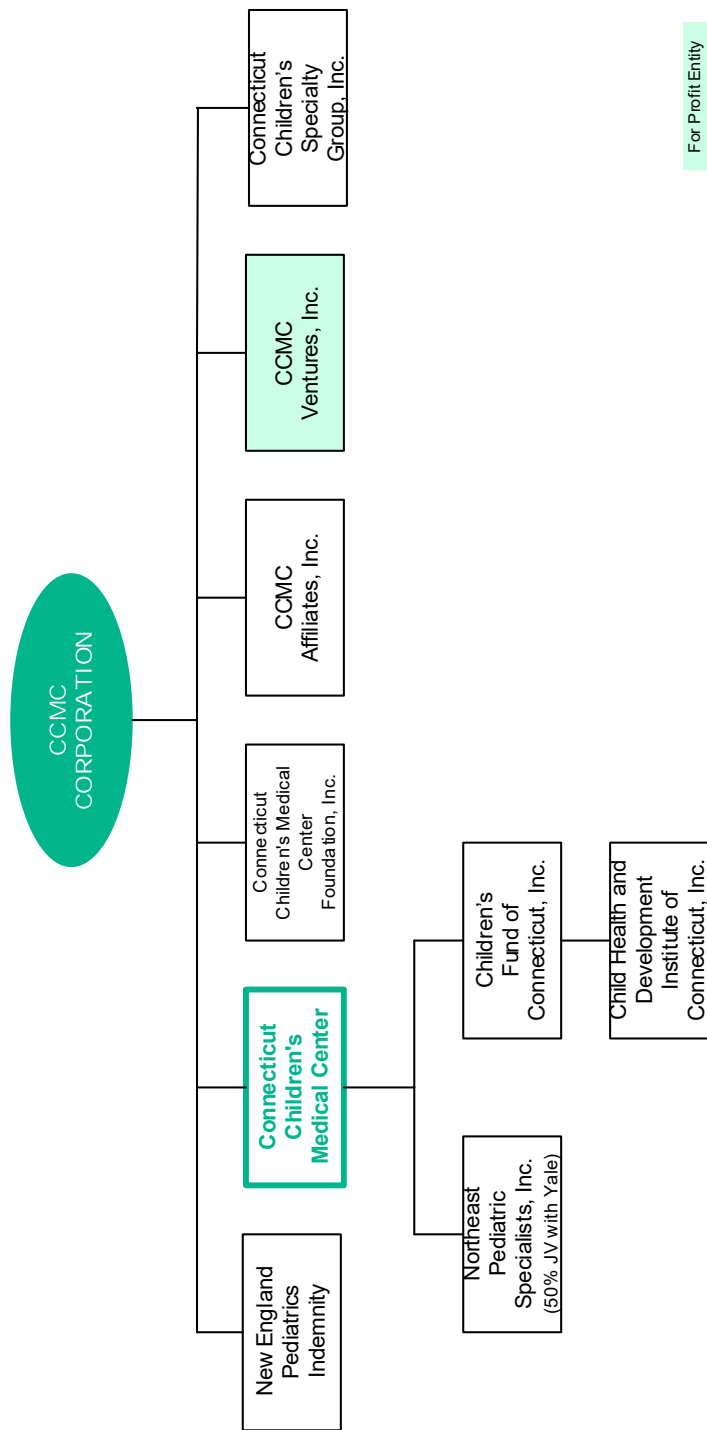 CCMC
CORPORATION
New England
Pediatrics
Indemnity
Connecticut
Children's
Medical Center
Connecticut
Children's Medical
Center
Foundation, Inc.
CCMC
Affiliates, Inc.
CCMC
Ventures, Inc.
Connecticut
Children’s
Specialty
Group, Inc.
Northeast
Pediatric
Specialists, Inc.
(50% JV with Yale)
Children’s
Fund of
Connecticut, Inc.
Child Health and
Development
Institute of
Connecticut, Inc.
For Profit Entity